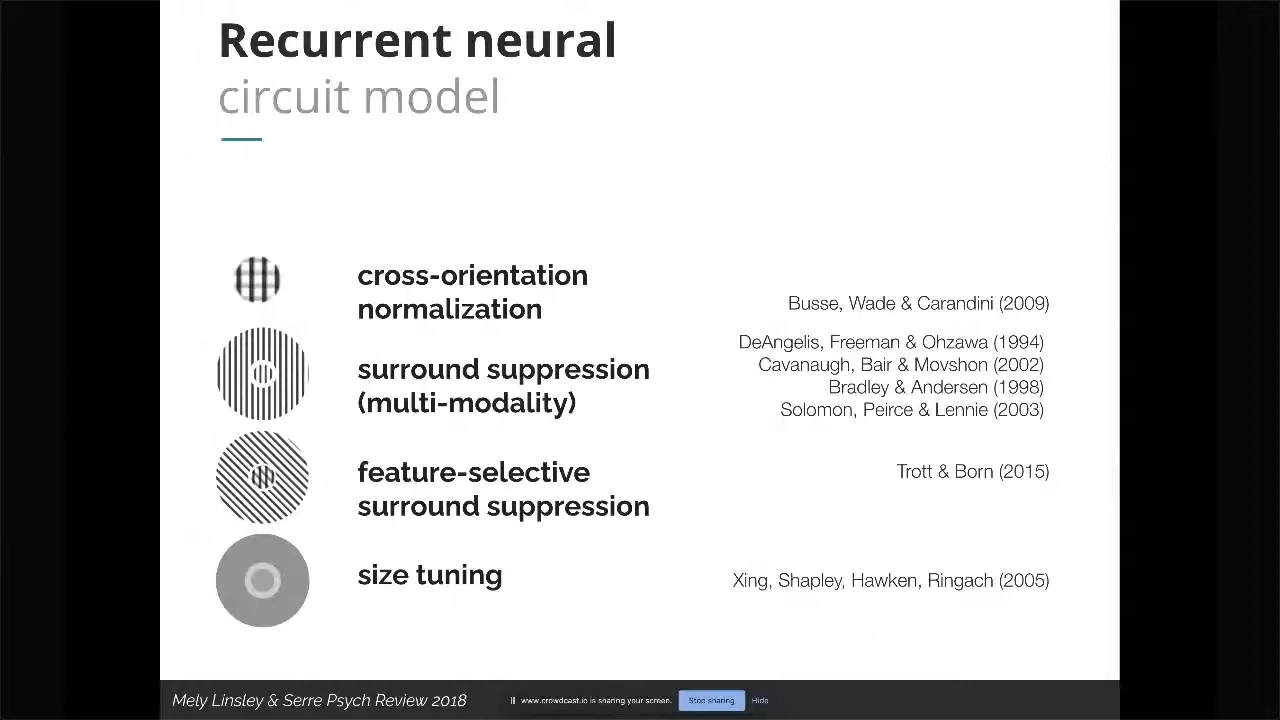 Recurrent neural
circuit model
cross-orientation
normalization
Busse, Wade & Carandini (2009)
surround suppression
(multi-modality)
DeAngelis, Freeman & Ohzawa (1994)
Cavanaugh, Bair & Movshon (2002)
Bradley & Andersen (1998)
Solomon, Peirce & Lennie (2003)
feature-selective
surround suppression
Trott & Born (2015)
size tuning
Xing, Shapley, Hawken, Ringach (2005)
Mely Linsley & Serre Psych Review 2018
www.crowdcast.io is sharing your screen.
Stop sharing
Hide